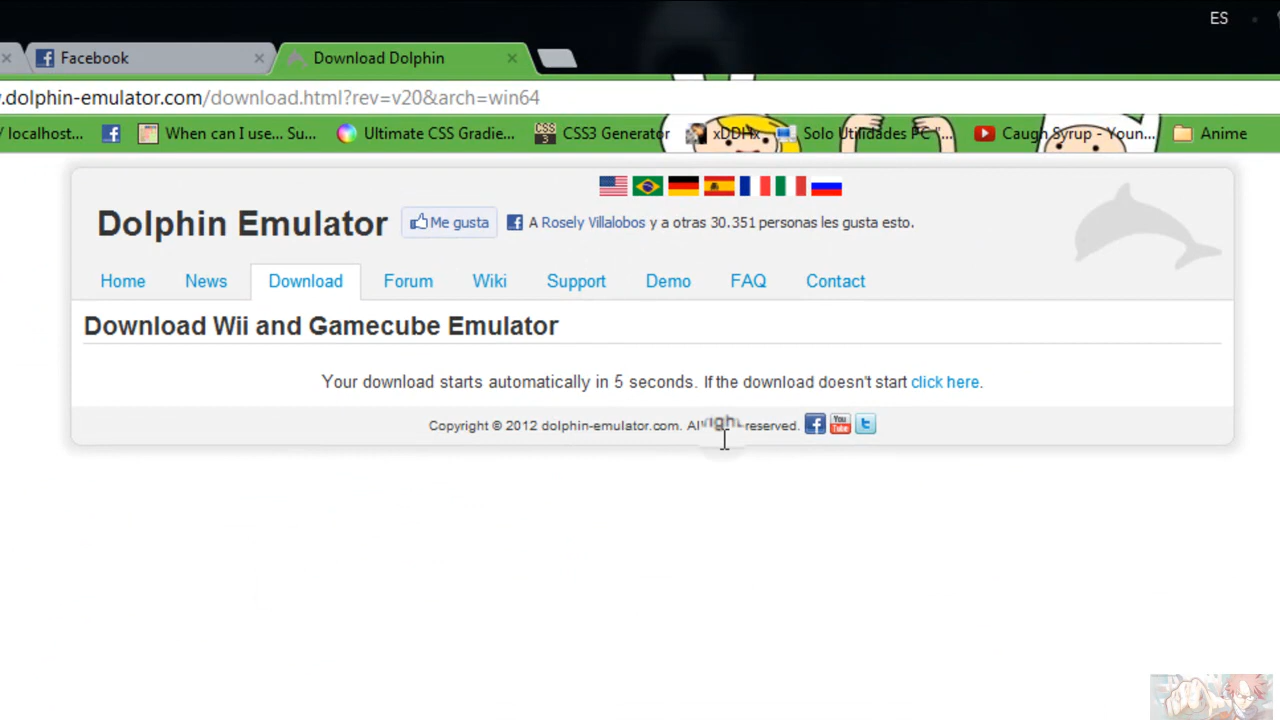 ES
Facebook
Download Dolphin
.dolphin-emulator.com/download.html?rev=v20&arch=win64
/ localhost...
When can I use... Su...
Ultimate CSS Gradie...
CSS3 Generator
xDDHx
Solo Utilidades PC "...
Caugh Syrup - Youn...
Anime
Dolphin Emulator
Me gusta
A Rosely Villalobos y a otras 30.351 personas les gusta esto.
Home
News
Download
Forum
Wiki
Support
Demo
FAQ
Contact
Download Wii and Gamecube Emulator
Your download starts automatically in 5 seconds. If the download doesn't start click here.
Copyright © 2012 dolphin-emulator.com. All reserved.
You Tube